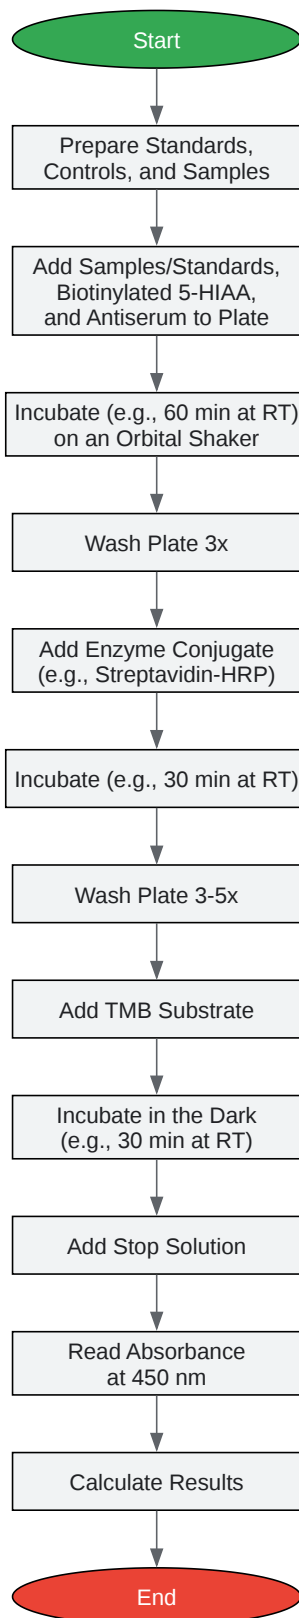 Start
Prepare Standards,
Controls, and Samples
Add Samples/Standards,
Biotinylated 5-HIAA,
and Antiserum to Plate
Incubate (e.g., 60 min at RT)
on an Orbital Shaker
Wash Plate 3x
Add Enzyme Conjugate
(e.g., Streptavidin-HRP)
Incubate (e.g., 30 min at RT)
Wash Plate 3-5x
Add TMB Substrate
Incubate in the Dark
(e.g., 30 min at RT)
Add Stop Solution
Read Absorbance
at 450 nm
Calculate Results
End